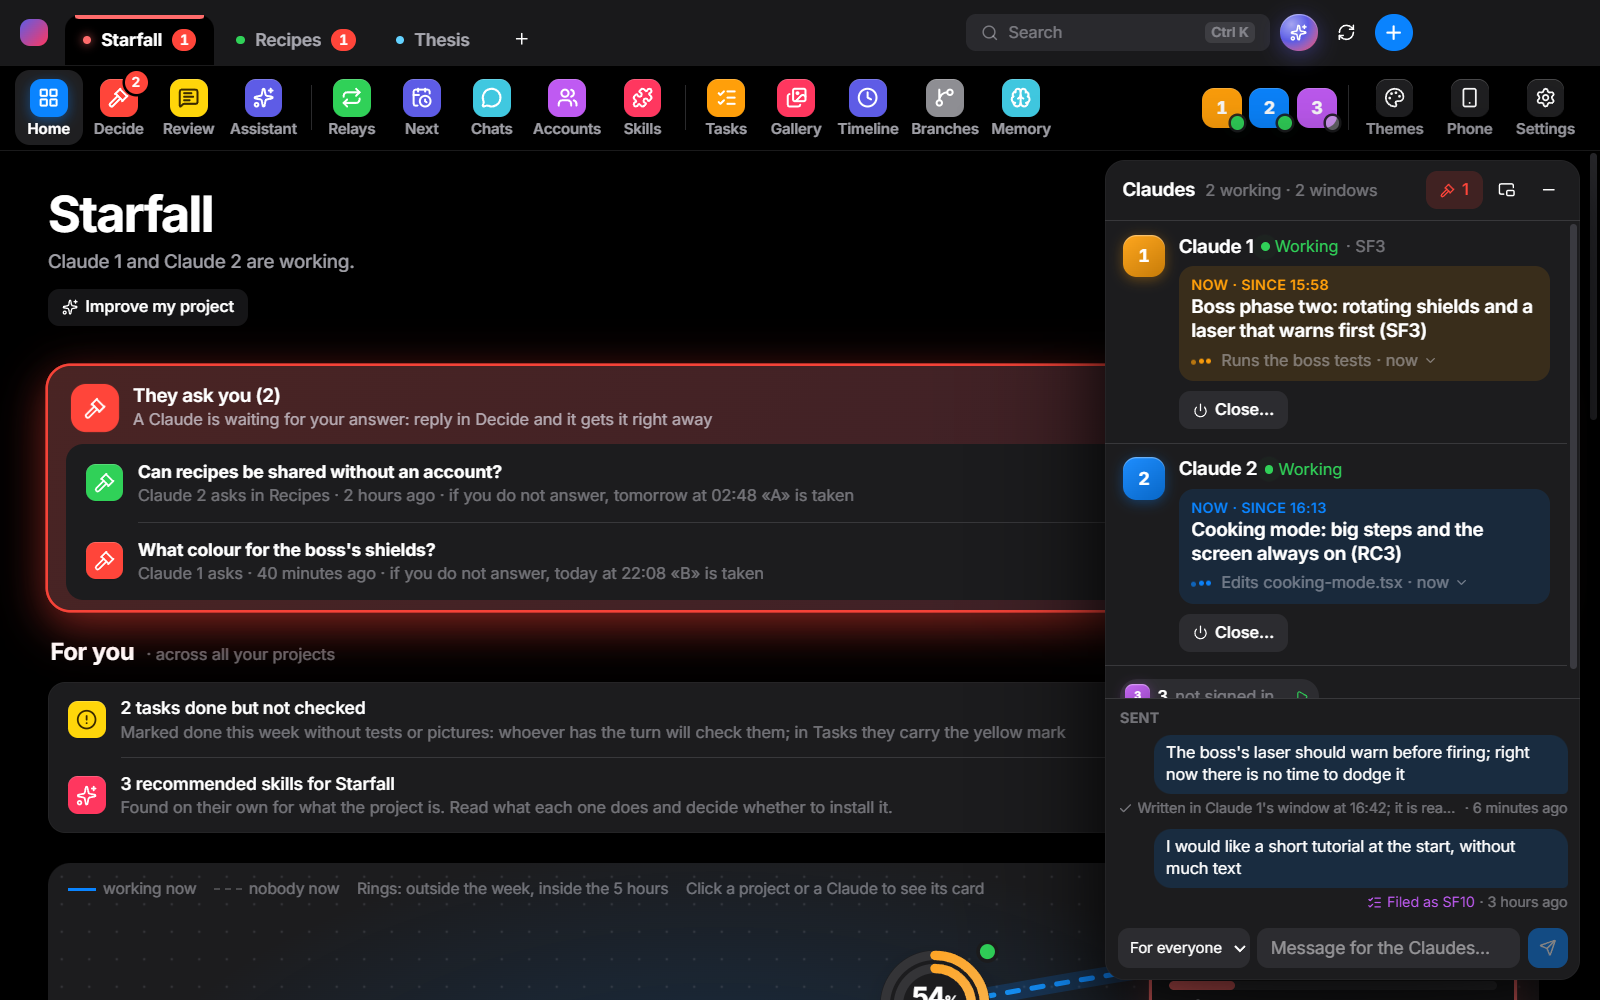 Starfall 1
Recipes 1
Thesis
+
Search Ctrl K
Home
Decide 2
Review
Assistant
Relays
Next
Chats
Accounts
Skills
Tasks
Gallery
Timeline
Branches
Memory
1 2 3
Themes
Phone
Settings
Starfall
Claude 1 and Claude 2 are working.
Improve my project
They ask you (2)
A Claude is waiting for your answer: reply in Decide and it gets it right away
Can recipes be shared without an account?
Claude 2 asks in Recipes · 2 hours ago · if you do not answer, tomorrow at 02:48 «A» is taken
What colour for the boss's shields?
Claude 1 asks · 40 minutes ago · if you do not answer, today at 22:08 «B» is taken
For you · across all your projects
2 tasks done but not checked
Marked done this week without tests or pictures: whoever has the turn will check them; in Tasks they carry the yellow mark
3 recommended skills for Starfall
Found on their own for what the project is. Read what each one does and decide whether to install it.
working now nobody now Rings: outside the week, inside the 5 hours Click a project or a Claude to see its card
54%
Claudes 2 working · 2 windows 1
1
Claude 1 Working · SF3
NOW · SINCE 15:58
Boss phase two: rotating shields and a
laser that warns first (SF3)
Runs the boss tests · now
Close...
2
Claude 2 Working
NOW · SINCE 16:13
Cooking mode: big steps and the
screen always on (RC3)
Edits cooking-mode.tsx · now
Close...
3 3 not signed in
SENT
The boss's laser should warn before firing; right
now there is no time to dodge it
Written in Claude 1's window at 16:42; it is rea... · 6 minutes ago
I would like a short tutorial at the start, without
much text
Filed as SF10 · 3 hours ago
For everyone Message for the Claudes...